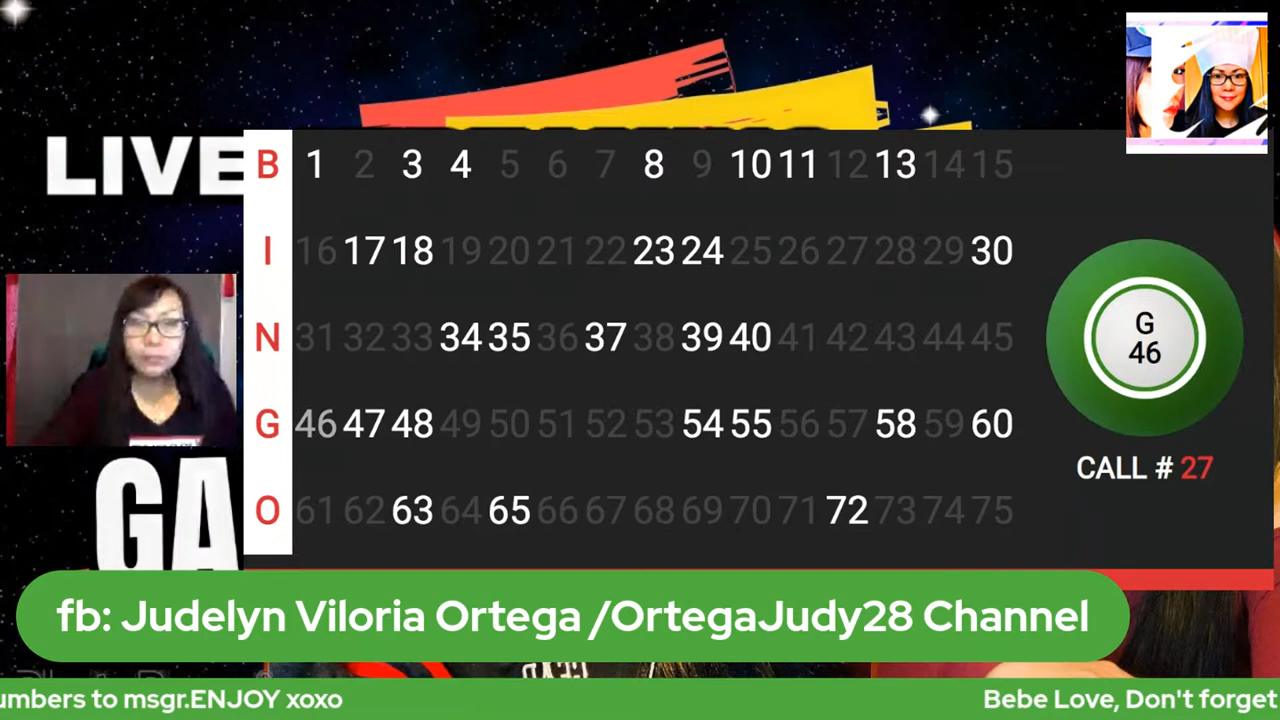 LIVE
B 1 2 3 4 5 6 7 8 9 10 11 12 13 14 15
I 16 17 18 19 20 21 22 23 24 25 26 27 28 29 30
N 31 32 33 34 35 36 37 38 39 40 41 42 43 44 45
G 46 47 48 49 50 51 52 53 54 55 56 57 58 59 60
O 61 62 63 64 65 66 67 68 69 70 71 72 73 74 75
G
46
CALL # 27
GA
fb: Judelyn Viloria Ortega /OrtegaJudy28 Channel
umbers to msgr.ENJOY xoxo
Bebe Love, Don't forget